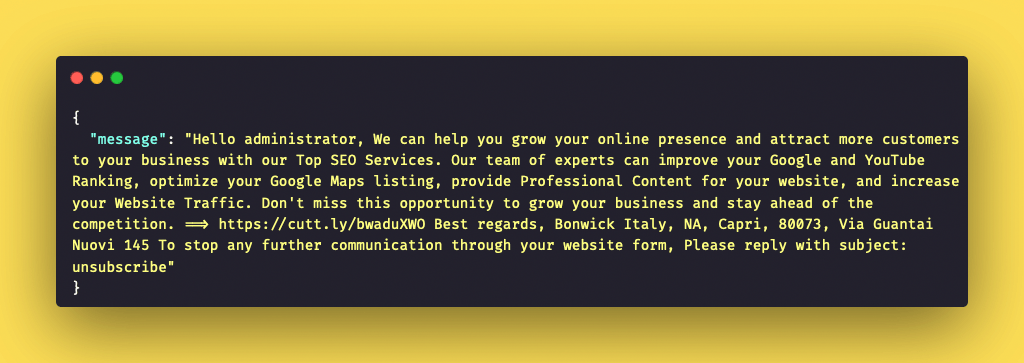 {
"message": "Hello administrator, We can help you grow your online presence and attract more customers
to your business with our Top SEO Services. Our team of experts can improve your Google and YouTube
Ranking, optimize your Google Maps listing, provide Professional Content for your website, and increase
your Website Traffic. Don't miss this opportunity to grow your business and stay ahead of the
competition. ==> https://cutt.ly/bwaduXWO Best regards, Bonwick Italy, NA, Capri, 80073, Via Guantai
Nuovi 145 To stop any further communication through your website form, Please reply with subject:
unsubscribe"
}